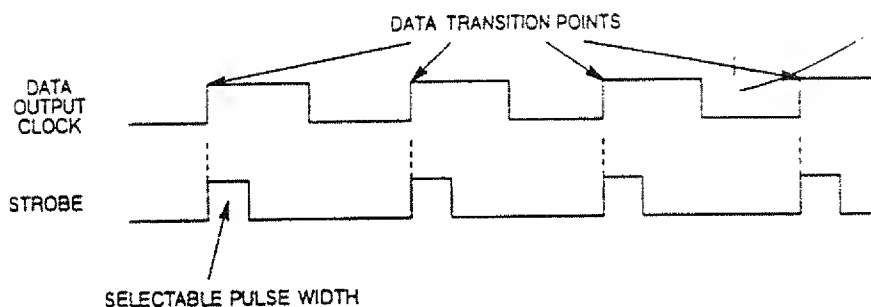 DATA TRANSITION POINTS
DATA
OUTPUT
CLOCK
STROBE
SELECTABLE PULSE WIDTH